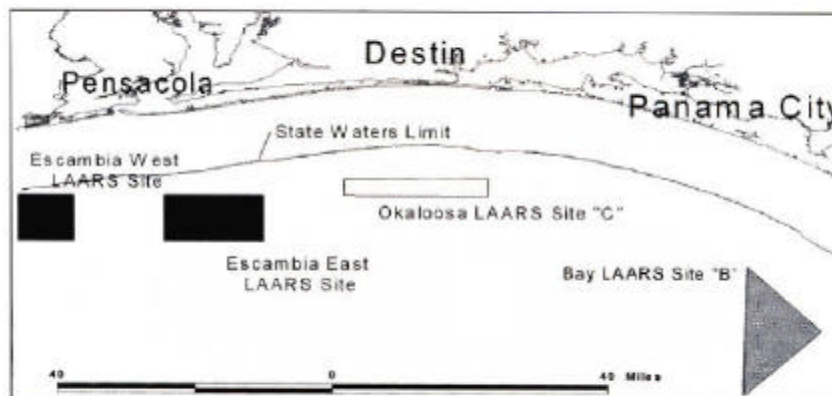 Destin
Pensacola
Panama City
State Waters Limit
Escambia West
LAARS Site
Okaloosa LAARS Site "C"
Escambia East
LAARS Site
Bay LAARS Site "B"
40 0 40 Miles